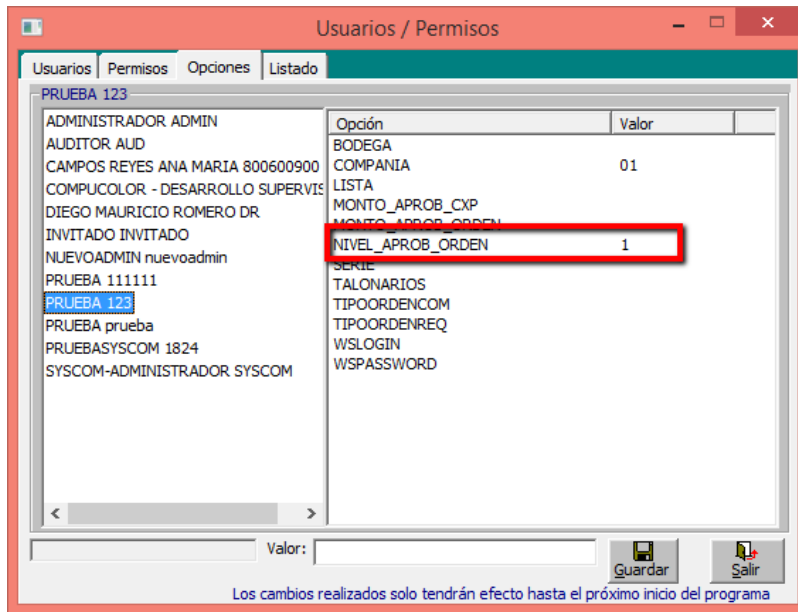 Usuarios / Permisos
Usuarios Permisos Opciones Listado
PRUEBA 123
ADMINISTRADOR ADMIN
AUDITOR AUD
CAMPOS REYES ANA MARIA 800600900
COMPUCOLOR - DESARROLLO SUPERVIS
DIEGO MAURICIO ROMERO DR
INVITADO INVITADO
NUEVOADMIN nuevoadmin
PRUEBA 111111
PRUEBA 123
PRUEBA prueba
PRUEBASYSCOM 1824
SYSCOM-ADMINISTRADOR SYSCOM
Opción Valor
BODEGA
COMPANIA 01
LISTA
MONTO_APROB_CXP
MONTO_APROB_ORDEN
NIVEL_APROB_ORDEN 1
SERIE
TALONARIOS
TIPOORDENCOM
TIPOORDENREQ
WSLOGIN
WSPASSWORD
Valor:
Guardar
Salir
Los cambios realizados solo tendrán efecto hasta el próximo inicio del programa